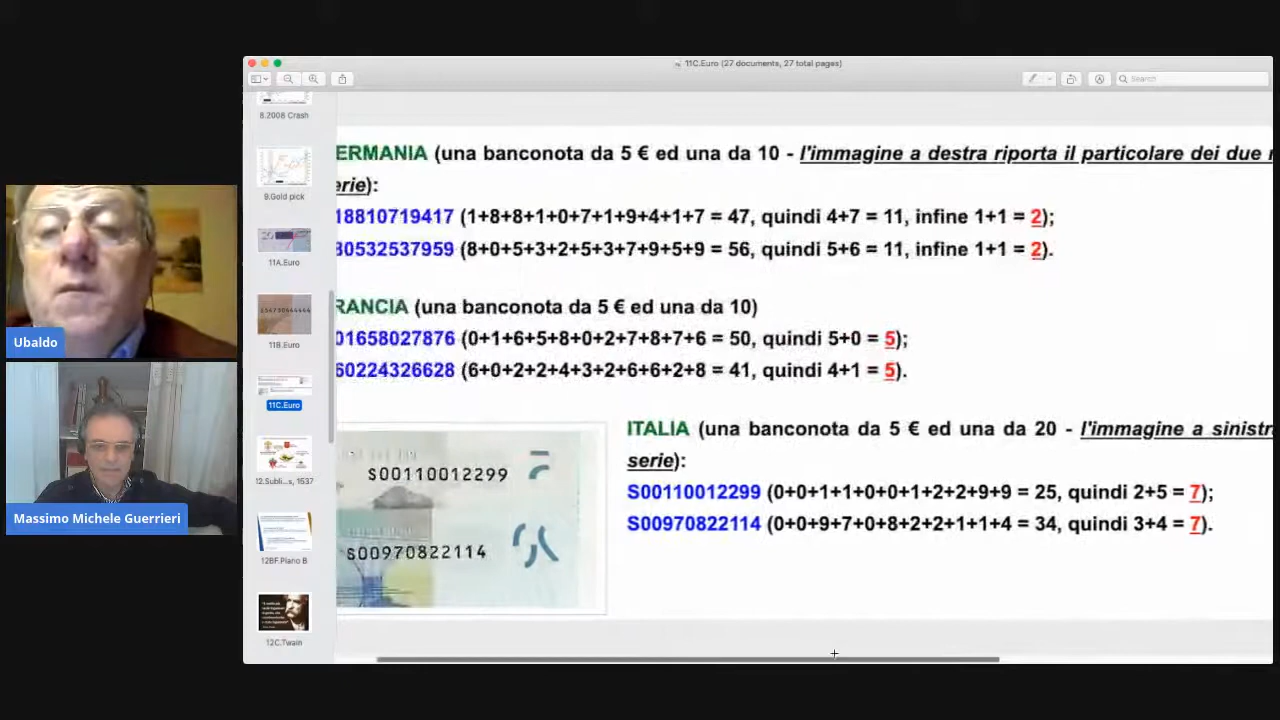 11C.Euro (27 documents, 27 total pages)
Search
8.2008 Crash
9.Gold pick
11A.Euro
11B.Euro
11C.Euro
12.Subli...s, 1537
12BF.Piano B
12C.Twain
ERMANIA (una banconota da 5 € ed una da 10 - l'immagine a destra riporta il particolare dei due
erie):
18810719417 (1+8+8+1+0+7+1+9+4+1+7 = 47, quindi 4+7 = 11, infine 1+1 = 2);
80532537959 (8+0+5+3+2+5+3+7+9+5+9 = 56, quindi 5+6 = 11, infine 1+1 = 2).
RANCIA (una banconota da 5 € ed una da 10)
01658027876 (0+1+6+5+8+0+2+7+8+7+6 = 50, quindi 5+0 = 5);
60224326628 (6+0+2+2+4+3+2+6+6+2+8 = 41, quindi 4+1 = 5).
ITALIA (una banconota da 5 € ed una da 20 - l'immagine a sinistr
serie):
S00110012299 (0+0+1+1+0+0+1+2+2+9+9 = 25, quindi 2+5 = 7);
S00970822114 (0+0+9+7+0+8+2+2+1+1+4 = 34, quindi 3+4 = 7).
S00110012299
S00970822114
Ubaldo
Massimo Michele Guerrieri